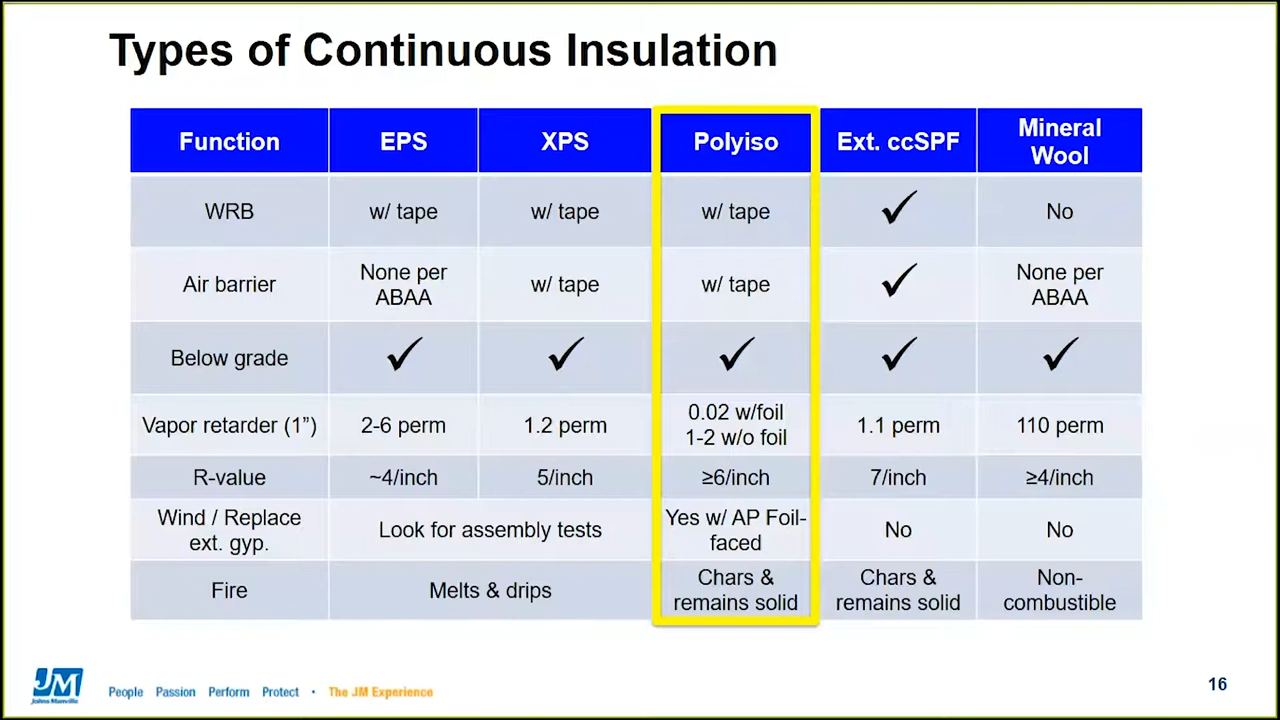 Types of Continuous Insulation
Function EPS XPS Polyiso Ext. ccSPF Mineral Wool
WRB w/ tape w/ tape w/ tape ✓ No
Air barrier None per ABAA w/ tape w/ tape ✓ None per ABAA
Below grade ✓ ✓ ✓ ✓ ✓
Vapor retarder (1”) 2-6 perm 1.2 perm 0.02 w/foil 1-2 w/o foil 1.1 perm 110 perm
R-value ~4/inch 5/inch ≥6/inch 7/inch ≥4/inch
Wind / Replace ext. gyp. Look for assembly tests Yes w/ AP Foil-faced No No
Fire Melts & drips Chars & remains solid Chars & remains solid Non-combustible
JM
Johns Manville
People Passion Perform Protect • The JM Experience
16